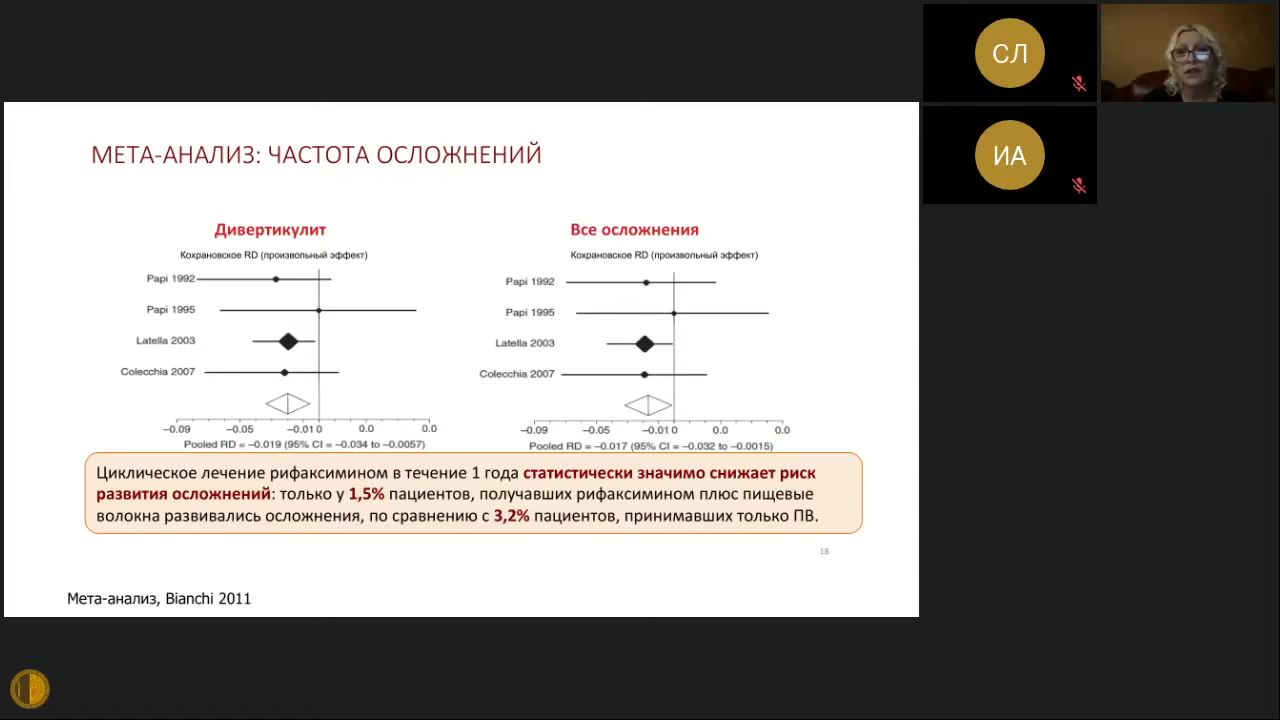 МЕТА-АНАЛИЗ: ЧАСТОТА ОСЛОЖНЕНИЙ
Дивертикулит
Кохрановское RD (произвольный эффект)
Papi 1992
Papi 1995
Latella 2003
Colecchia 2007
–0.09 –0.05 –0.01 0 0.0 0.0
Pooled RD = –0.019 (95% CI = –0.034 to –0.0057)
Все осложнения
Кохрановское RD (произвольный эффект)
Papi 1992
Papi 1995
Latella 2003
Colecchia 2007
–0.09 –0.05 –0.01 0 0.0 0.0
Pooled RD = –0.017 (95% CI = –0.032 to –0.0015)
Циклическое лечение рифаксимином в течение 1 года статистически значимо снижает риск
развития осложнений: только у 1,5% пациентов, получавших рифаксимином плюс пищевые
волокна развивались осложнения, по сравнению с 3,2% пациентов, принимавших только ПВ.
18
Мета-анализ, Bianchi 2011
СЛ
ИА